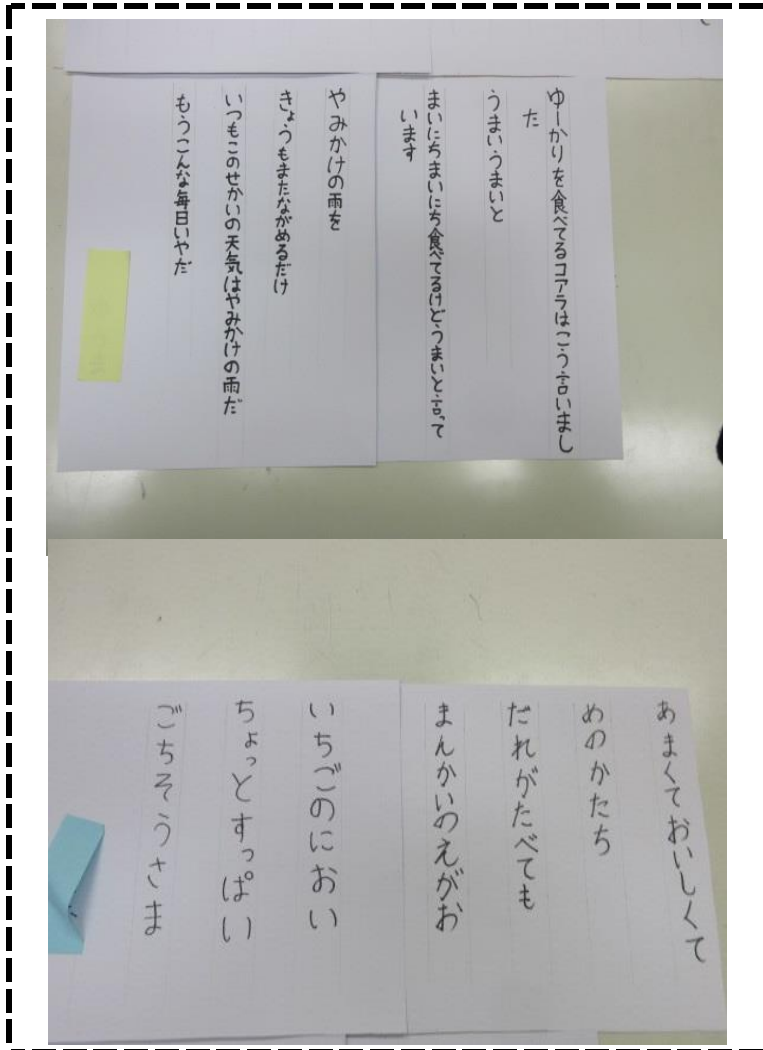 ゆーかりを食べてるコアラはこう言いまし
た
うまいうまいと
まいにちまいにち食べてるけどうまいと言って
います
やみかけの雨を
きょうもまたながめるだけ
いつもこのせかいの天気はやみかけの雨だ
もうこんな毎日いやだ
あまくておいしくて
めのかたち
だれがたべても
まんかいのえがお
いちごのにおい
ちょっとすっぱい
ごちそうさま